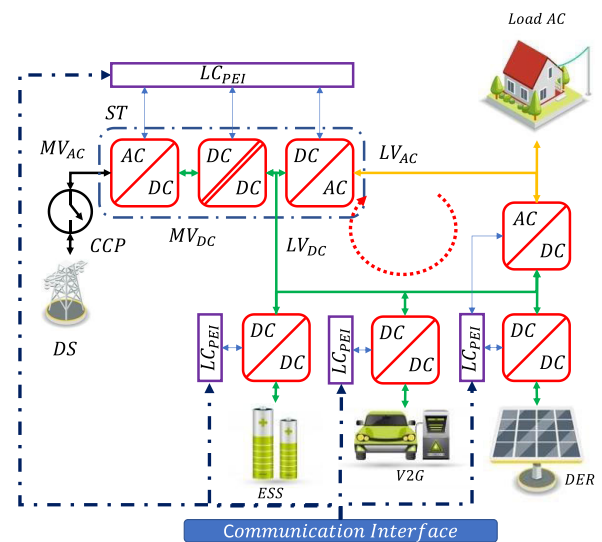 Load AC
LC_PEI
ST
MV_AC
AC
DC
DC
DC
DC
AC
LV_AC
CCP
MV_DC
LV_DC
AC
DC
DS
LC_PEI
DC
DC
LC_PEI
DC
DC
LC_PEI
DC
DC
ESS
V2G
DER
Communication Interface